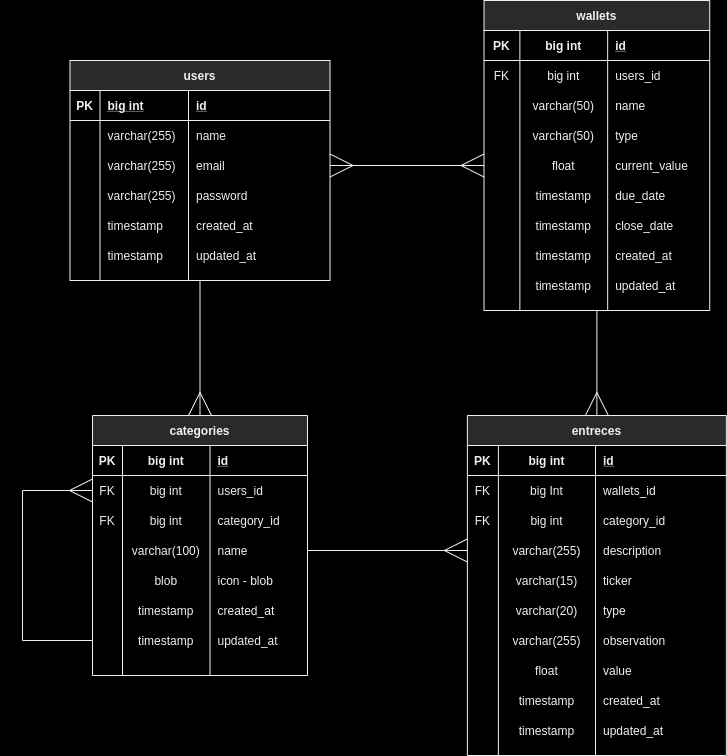 users
PK big int id
varchar(255) name
varchar(255) email
varchar(255) password
timestamp created_at
timestamp updated_at
wallets
PK big int id
FK big int users_id
varchar(50) name
varchar(50) type
float current_value
timestamp due_date
timestamp close_date
timestamp created_at
timestamp updated_at
categories
PK big int id
FK big int users_id
FK big int category_id
varchar(100) name
blob icon - blob
timestamp created_at
timestamp updated_at
entreces
PK big int id
FK big Int wallets_id
FK big int category_id
varchar(255) description
varchar(15) ticker
varchar(20) type
varchar(255) observation
float value
timestamp created_at
timestamp updated_at